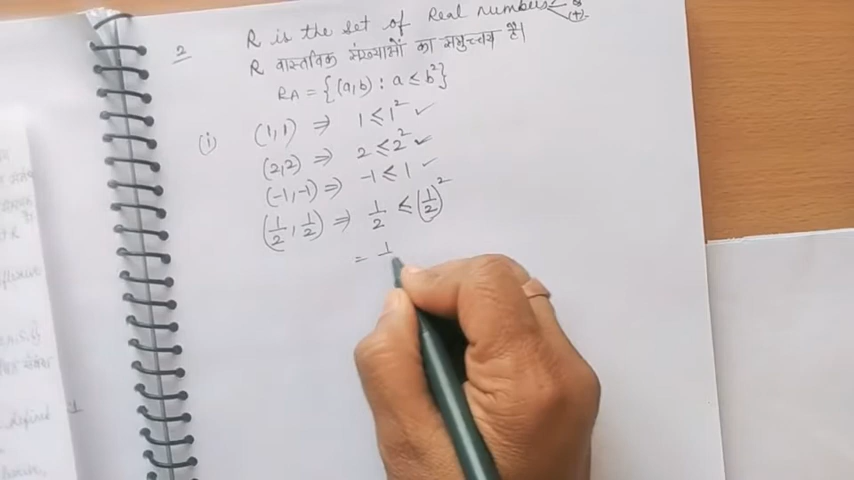 2 R is the set of Real numbers
(+)
R वास्तविक संख्याओं का समुच्चय है।
RA = {(a,b) : a ≤ b²}
(i) (1,1) ⇒ 1 ≤ 1² ✓
(2,2) ⇒ 2 ≤ 2² ✓
(-1,-1) ⇒ -1 ≤ 1 ✓
(1/2, 1/2) ⇒ 1/2 ≤ (1/2)²
= 1
defined